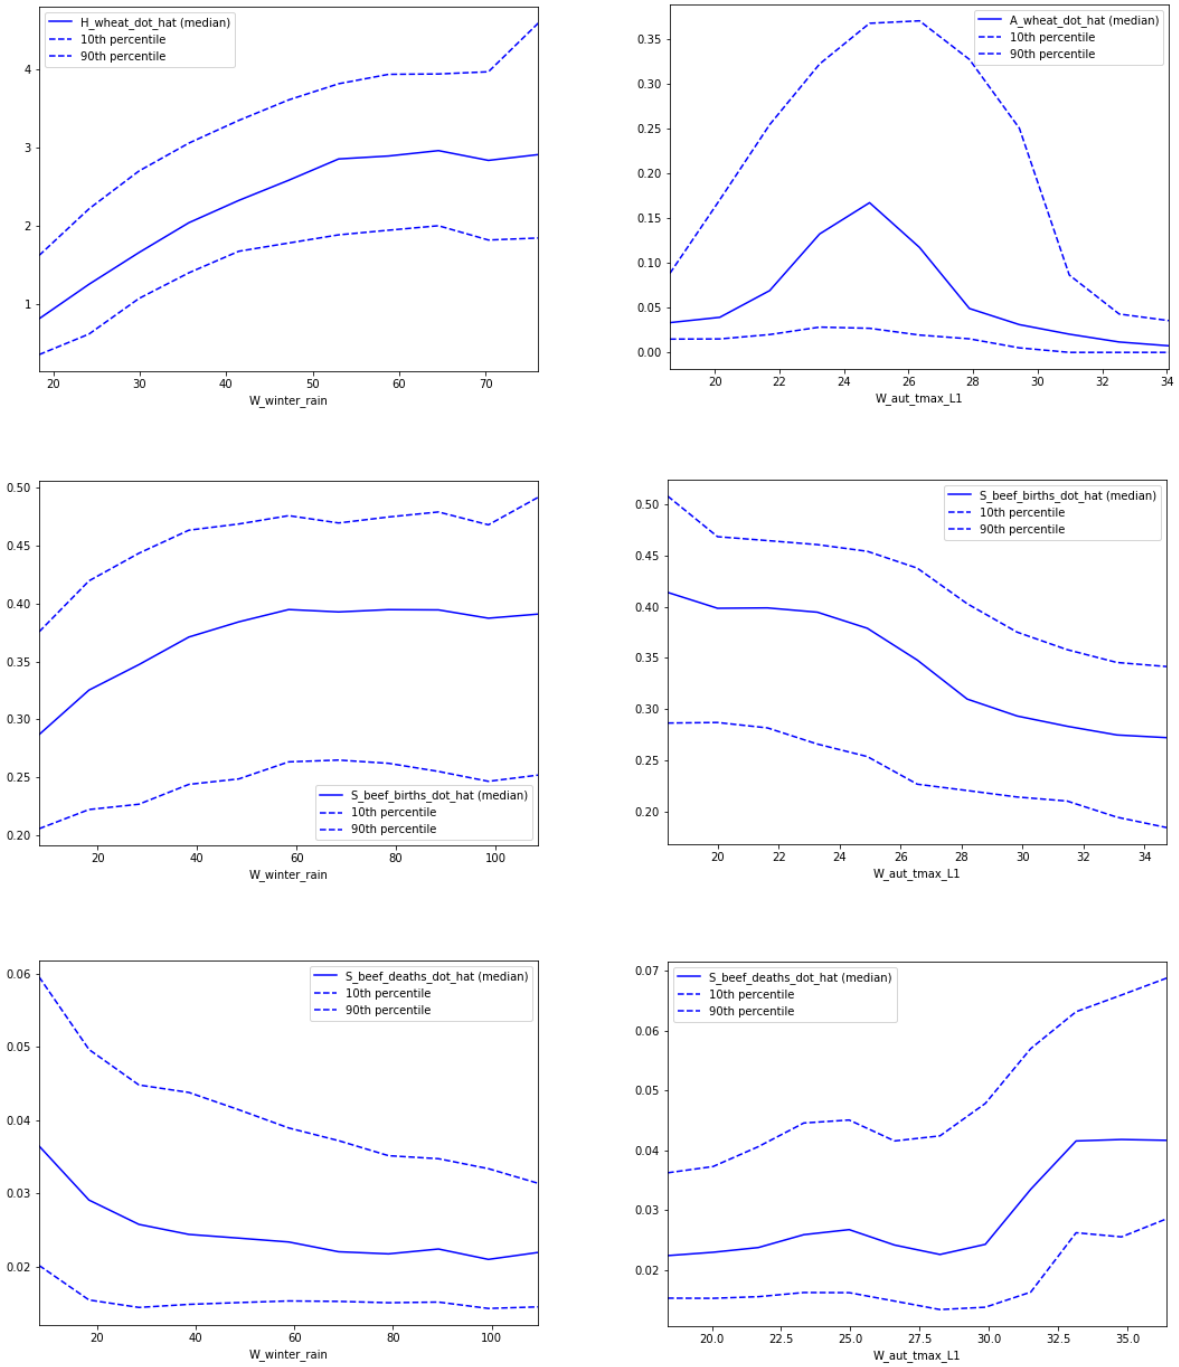 H_wheat_dot_hat (median)
10th percentile
90th percentile
4
3
2
1
20 30 40 50 60 70
W_winter_rain
A_wheat_dot_hat (median)
10th percentile
90th percentile
0.35
0.30
0.25
0.20
0.15
0.10
0.05
0.00
20 22 24 26 28 30 32 34
W_aut_tmax_L1
0.50
0.45
0.40
0.35
0.30
0.25
0.20
S_beef_births_dot_hat (median)
10th percentile
90th percentile
20 40 60 80 100
W_winter_rain
S_beef_births_dot_hat (median)
10th percentile
90th percentile
0.50
0.45
0.40
0.35
0.30
0.25
0.20
20 22 24 26 28 30 32 34
W_aut_tmax_L1
S_beef_deaths_dot_hat (median)
10th percentile
90th percentile
0.06
0.05
0.04
0.03
0.02
20 40 60 80 100
W_winter_rain
S_beef_deaths_dot_hat (median)
10th percentile
90th percentile
0.07
0.06
0.05
0.04
0.03
0.02
20.0 22.5 25.0 27.5 30.0 32.5 35.0
W_aut_tmax_L1